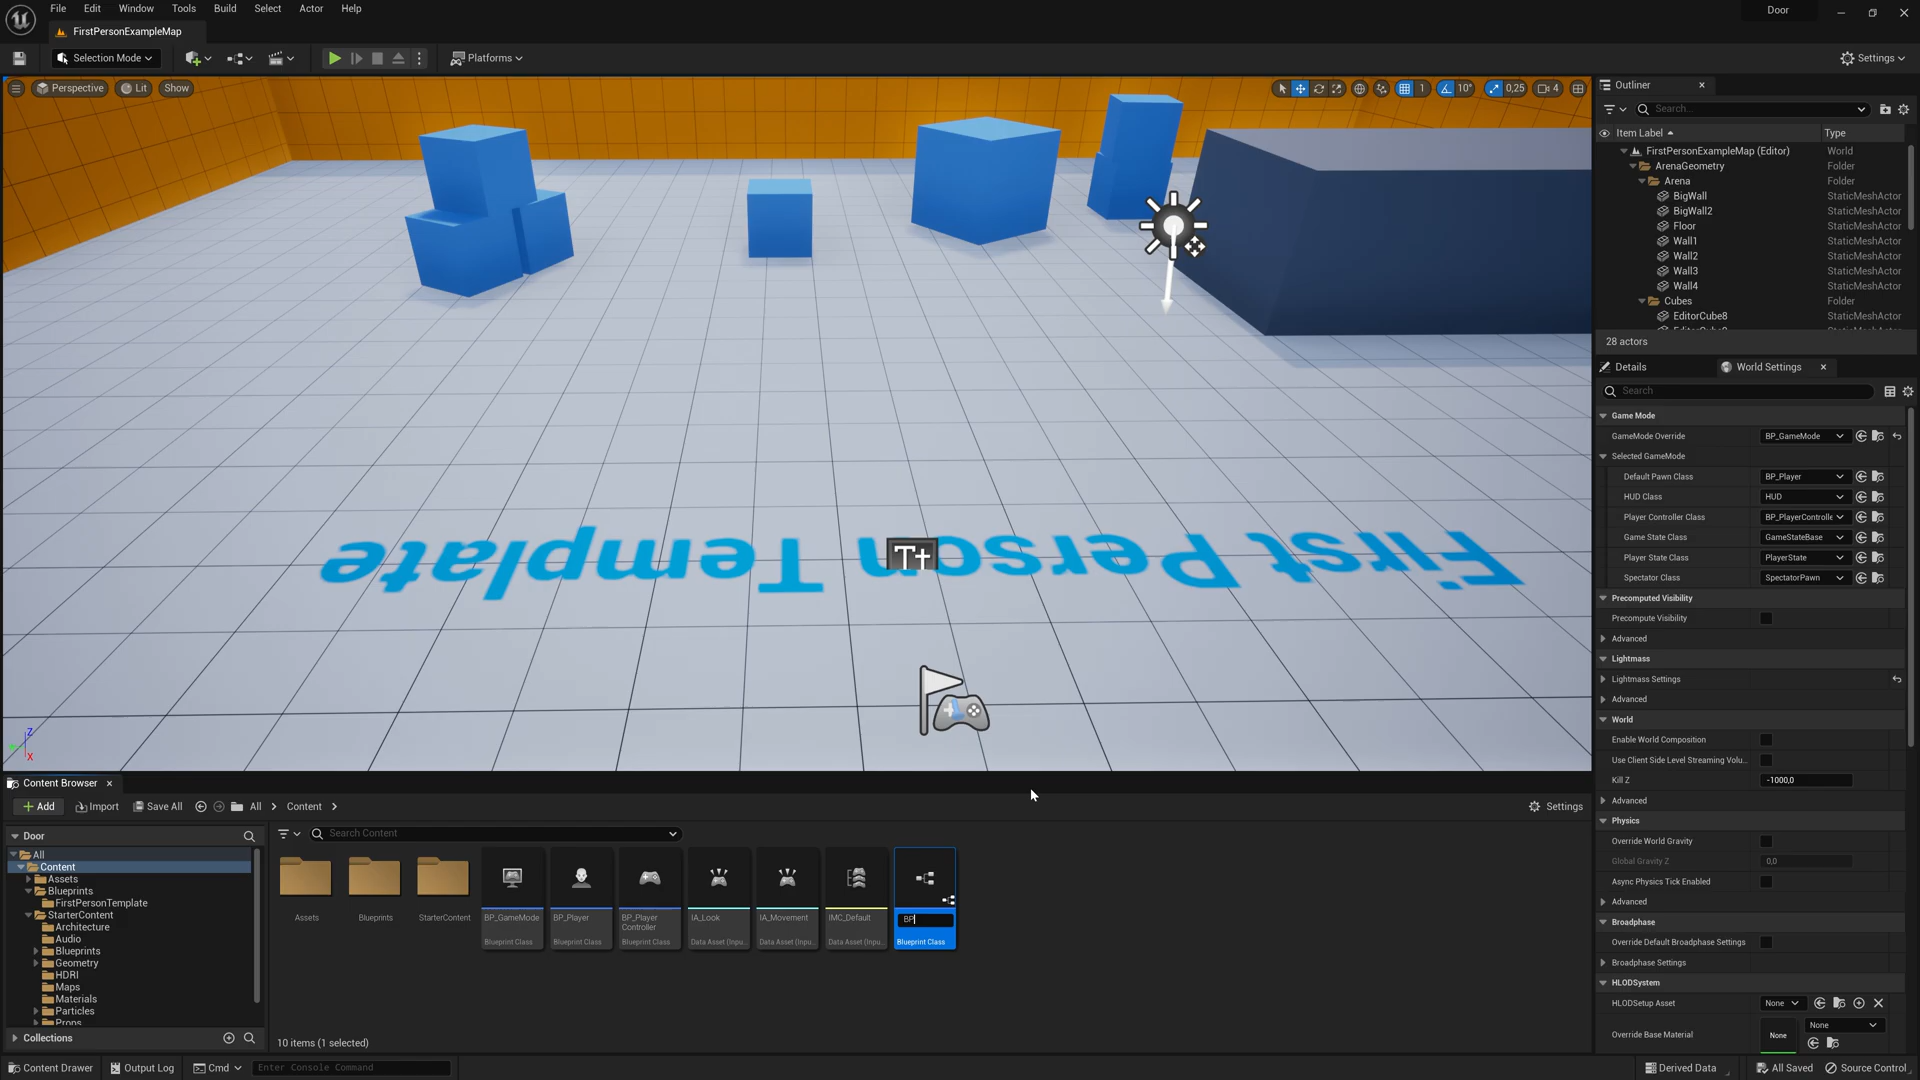 File Edit Window Tools Build Select Actor Help
Door
FirstPersonExampleMap
Selection Mode
Platforms
Settings
Perspective
Lit
Show
1
10°
0,25
4
First Person Template
T+
Z
X
Outliner
Search...
Item Label
Type
FirstPersonExampleMap (Editor) World
ArenaGeometry Folder
Arena Folder
BigWall StaticMeshActor
BigWall2 StaticMeshActor
Floor StaticMeshActor
Wall1 StaticMeshActor
Wall2 StaticMeshActor
Wall3 StaticMeshActor
Wall4 StaticMeshActor
Cubes Folder
EditorCube8 StaticMeshActor
28 actors
Details
World Settings
Search
Game Mode
GameMode Override BP_GameMode
Selected GameMode
Default Pawn Class BP_Player
HUD Class HUD
Player Controller Class BP_PlayerControlle
Game State Class GameStateBase
Player State Class PlayerState
Spectator Class SpectatorPawn
Precomputed Visibility
Precompute Visibility
Advanced
Lightmass
Lightmass Settings
Advanced
World
Enable World Composition
Use Client Side Level Streaming Volu...
Kill Z -1000,0
Advanced
Physics
Override World Gravity
Global Gravity Z 0,0
Async Physics Tick Enabled
Advanced
Broadphase
Override Default Broadphase Settings
Broadphase Settings
HLODSystem
HLODSetup Asset None
Override Base Material None None
Content Browser
Add
Import
Save All
All
Content
Settings
Door
All
Content
Assets
Blueprints
FirstPersonTemplate
StarterContent
Architecture
Audio
Blueprints
Geometry
HDRI
Maps
Materials
Particles
Props
Collections
Search Content
Assets
Blueprints
StarterContent
BP_GameMode
Blueprint Class
BP_Player
Blueprint Class
BP_Player
Controller
Blueprint Class
IA_Look
Data Asset (Inpu...
IA_Movement
Data Asset (Inpu...
IMC_Default
Data Asset (Inpu...
BP
Blueprint Class
10 items (1 selected)
Content Drawer
Output Log
Cmd
Enter Console Command
Derived Data
All Saved
Source Control